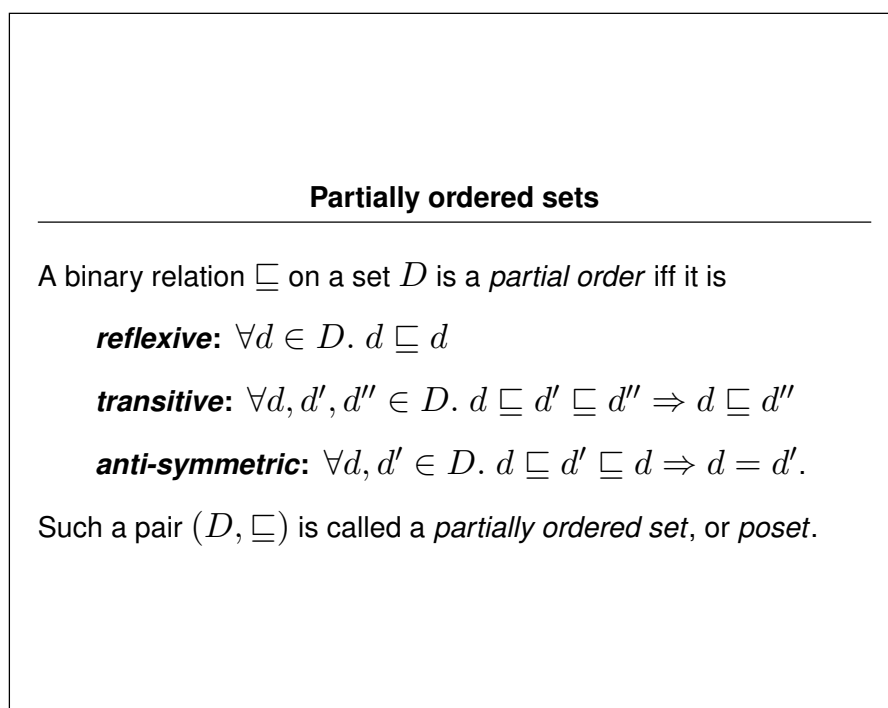 Partially ordered sets
A binary relation ⊑ on a set D is a partial order iff it is
reflexive: ∀d ∈ D. d ⊑ d
transitive: ∀d, d′, d′′ ∈ D. d ⊑ d′ ⊑ d′′ ⇒ d ⊑ d′′
anti-symmetric: ∀d, d′ ∈ D. d ⊑ d′ ⊑ d ⇒ d = d′.
Such a pair (D, ⊑) is called a partially ordered set, or poset.